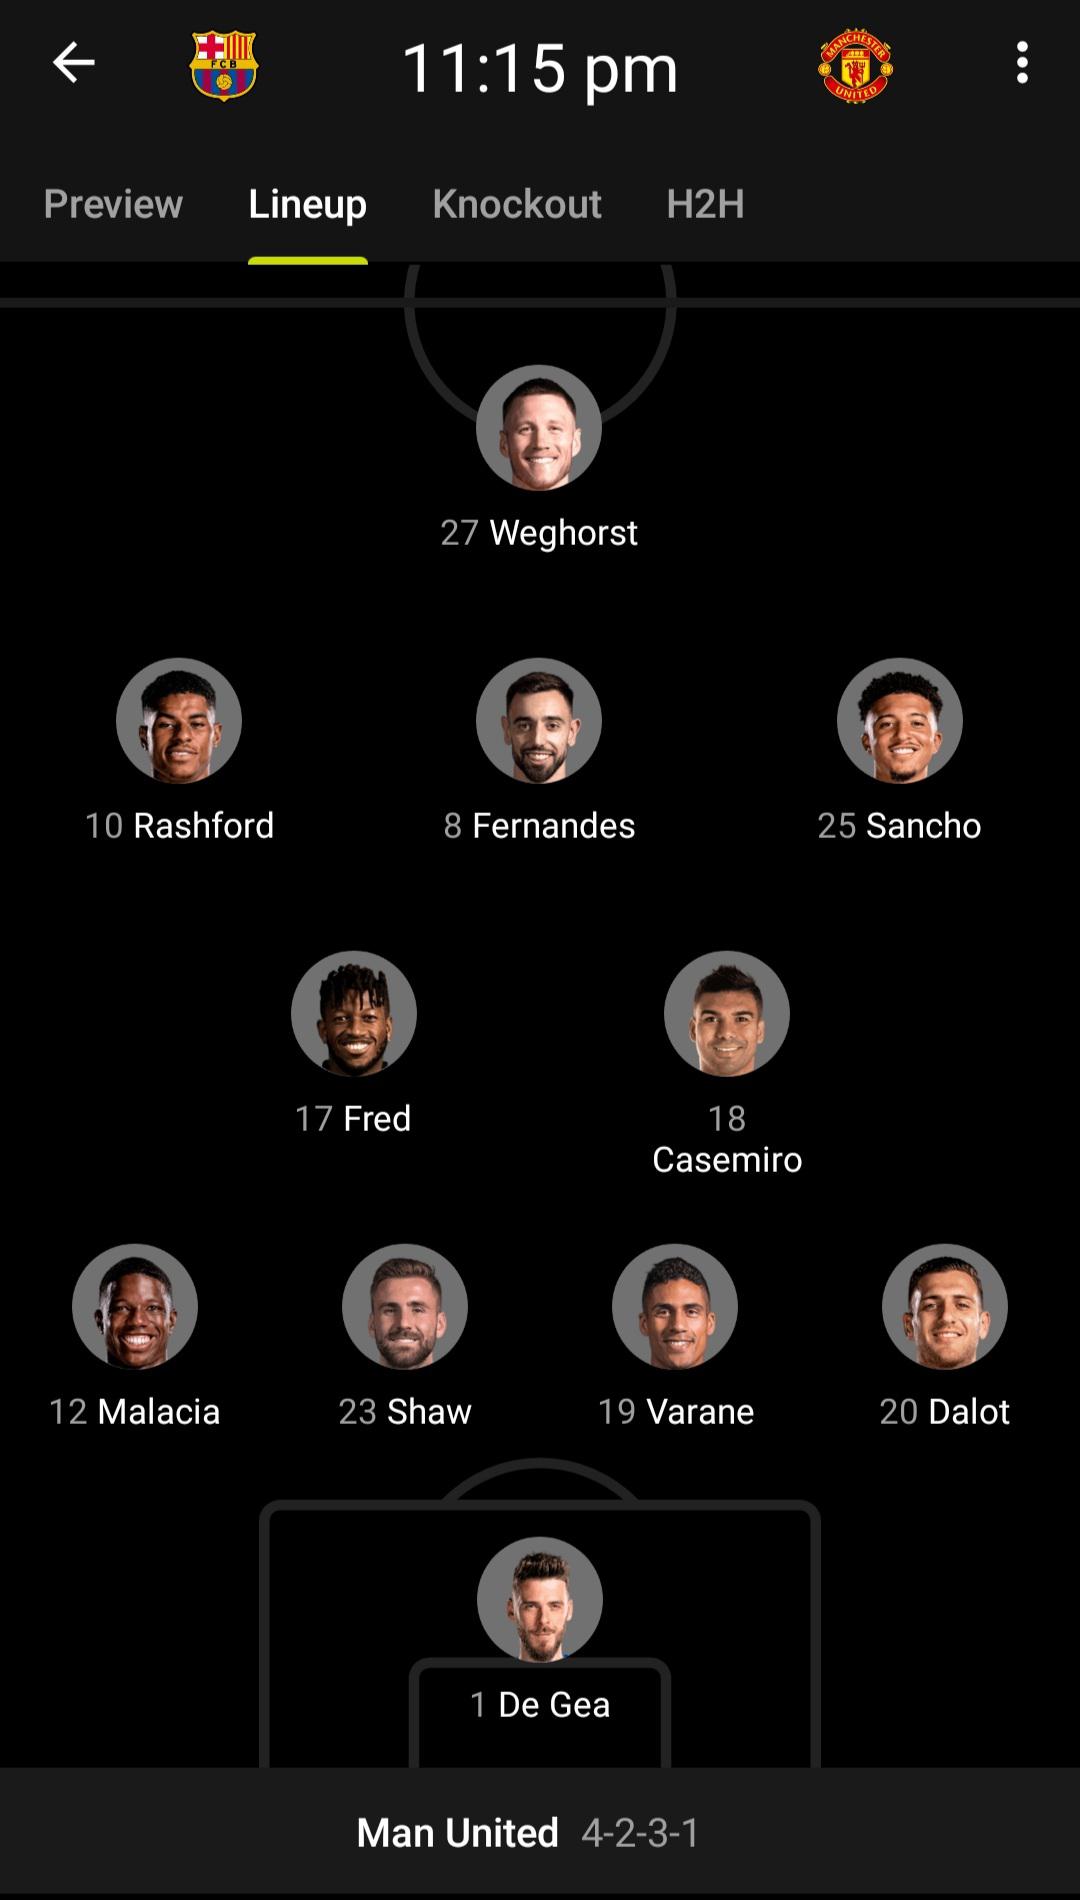 11:15 pm
FCB
MANCHESTER
UNITED
Preview Lineup Knockout H2H
27 Weghorst
10 Rashford 8 Fernandes 25 Sancho
17 Fred 18
Casemiro
12 Malacia 23 Shaw 19 Varane 20 Dalot
1 De Gea
Man United 4-2-3-1